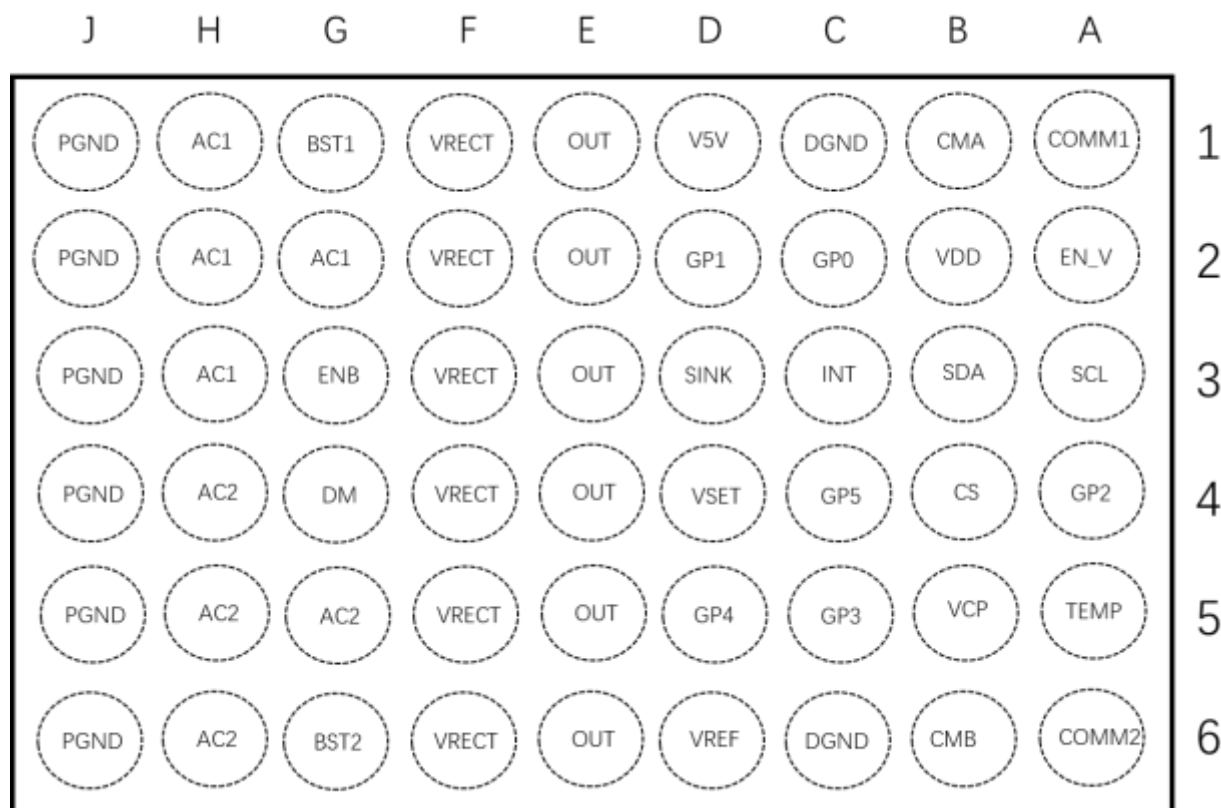 J H G F E D C B A
PGND AC1 BST1 VRECT OUT V5V DGND CMA COMM1 1
PGND AC1 AC1 VRECT OUT GP1 GP0 VDD EN_V 2
PGND AC1 ENB VRECT OUT SINK INT SDA SCL 3
PGND AC2 DM VRECT OUT VSET GP5 CS GP2 4
PGND AC2 AC2 VRECT OUT GP4 GP3 VCP TEMP 5
PGND AC2 BST2 VRECT OUT VREF DGND CMB COMM2 6